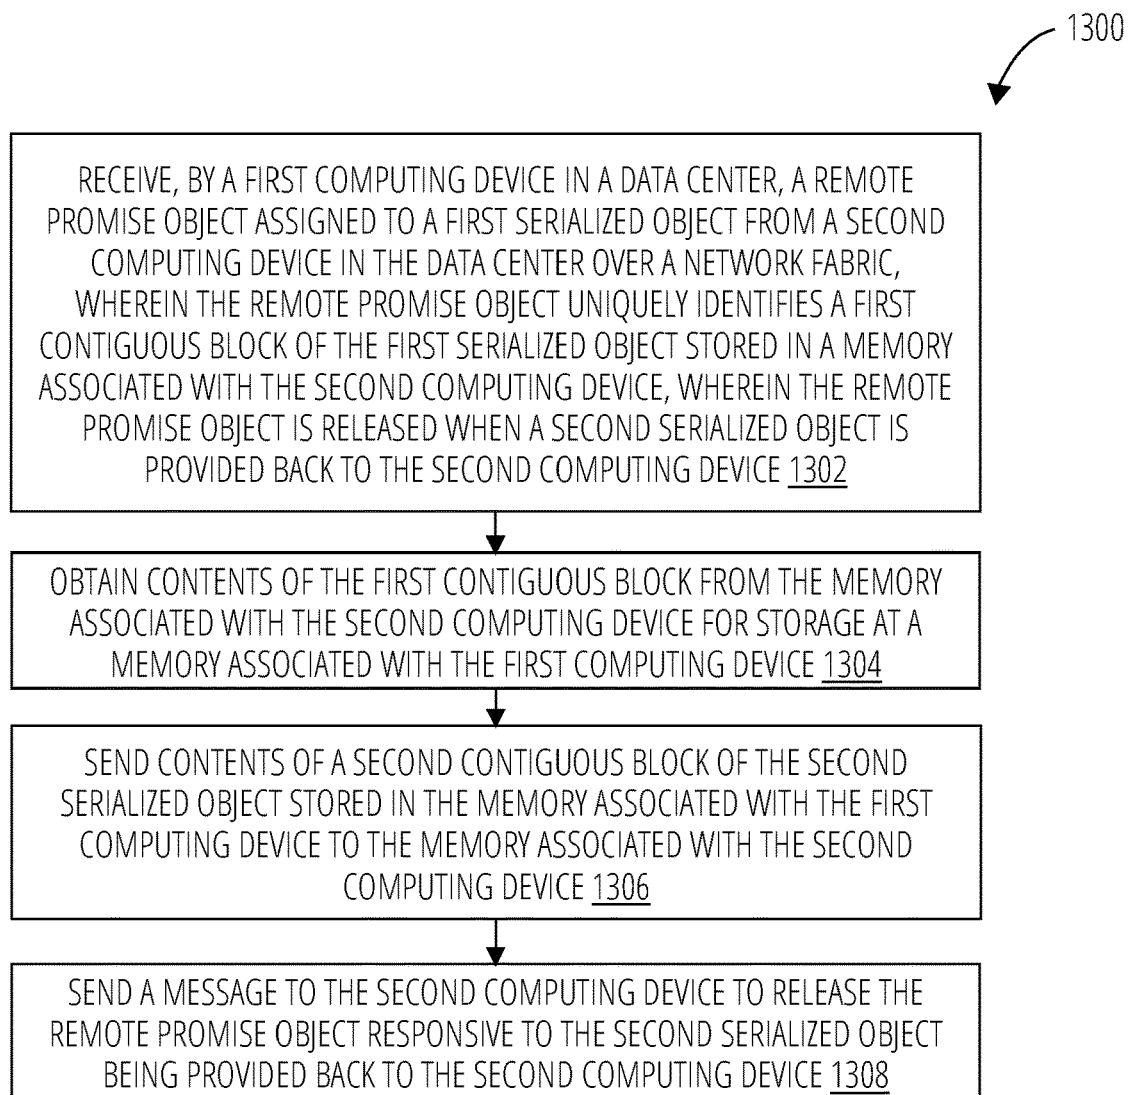 1300
RECEIVE, BY A FIRST COMPUTING DEVICE IN A DATA CENTER, A REMOTE
PROMISE OBJECT ASSIGNED TO A FIRST SERIALIZED OBJECT FROM A SECOND
COMPUTING DEVICE IN THE DATA CENTER OVER A NETWORK FABRIC,
WHEREIN THE REMOTE PROMISE OBJECT UNIQUELY IDENTIFIES A FIRST
CONTIGUOUS BLOCK OF THE FIRST SERIALIZED OBJECT STORED IN A MEMORY
ASSOCIATED WITH THE SECOND COMPUTING DEVICE, WHEREIN THE REMOTE
PROMISE OBJECT IS RELEASED WHEN A SECOND SERIALIZED OBJECT IS
PROVIDED BACK TO THE SECOND COMPUTING DEVICE 1302
OBTAIN CONTENTS OF THE FIRST CONTIGUOUS BLOCK FROM THE MEMORY
ASSOCIATED WITH THE SECOND COMPUTING DEVICE FOR STORAGE AT A
MEMORY ASSOCIATED WITH THE FIRST COMPUTING DEVICE 1304
SEND CONTENTS OF A SECOND CONTIGUOUS BLOCK OF THE SECOND
SERIALIZED OBJECT STORED IN THE MEMORY ASSOCIATED WITH THE FIRST
COMPUTING DEVICE TO THE MEMORY ASSOCIATED WITH THE SECOND
COMPUTING DEVICE 1306
SEND A MESSAGE TO THE SECOND COMPUTING DEVICE TO RELEASE THE
REMOTE PROMISE OBJECT RESPONSIVE TO THE SECOND SERIALIZED OBJECT
BEING PROVIDED BACK TO THE SECOND COMPUTING DEVICE 1308